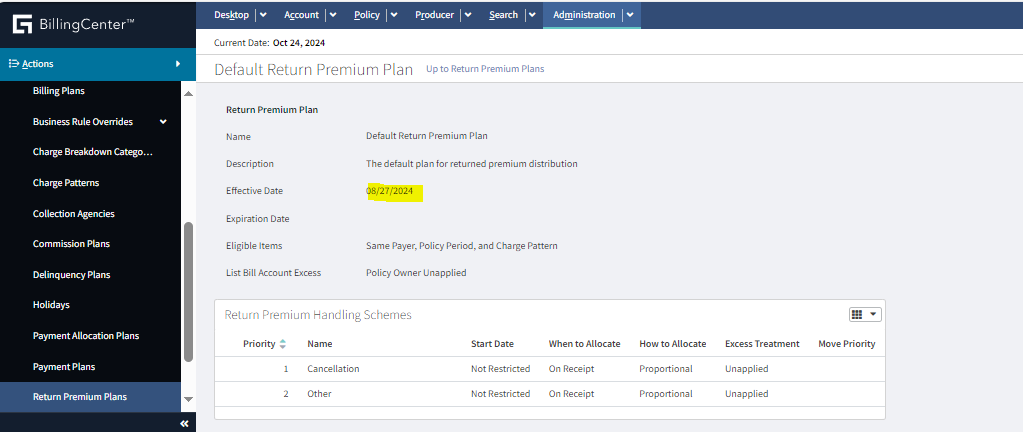 BillingCenter™
Desktop Account Policy Producer Search Administration
Current Date: Oct 24, 2024
Actions
Default Return Premium Plan Up to Return Premium Plans
Billing Plans
Business Rule Overrides
Charge Breakdown Catego...
Charge Patterns
Collection Agencies
Commission Plans
Delinquency Plans
Holidays
Payment Allocation Plans
Payment Plans
Return Premium Plans
Return Premium Plan
Name Default Return Premium Plan
Description The default plan for returned premium distribution
Effective Date 08/27/2024
Expiration Date
Eligible Items Same Payer, Policy Period, and Charge Pattern
List Bill Account Excess Policy Owner Unapplied
Return Premium Handling Schemes
Priority Name Start Date When to Allocate How to Allocate Excess Treatment Move Priority
1 Cancellation Not Restricted On Receipt Proportional Unapplied
2 Other Not Restricted On Receipt Proportional Unapplied